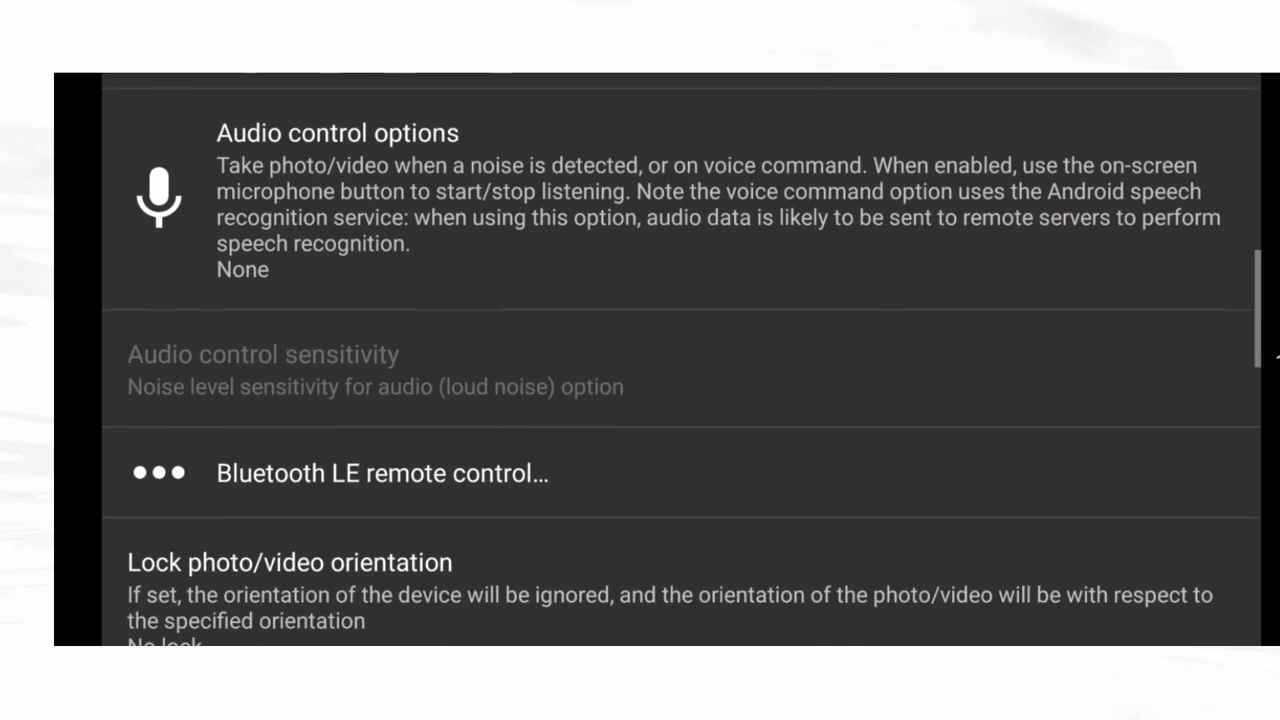 Audio control options
Take photo/video when a noise is detected, or on voice command. When enabled, use the on-screen
microphone button to start/stop listening. Note the voice command option uses the Android speech
recognition service: when using this option, audio data is likely to be sent to remote servers to perform
speech recognition.
None
Audio control sensitivity
Noise level sensitivity for audio (loud noise) option
Bluetooth LE remote control...
Lock photo/video orientation
If set, the orientation of the device will be ignored, and the orientation of the photo/video will be with respect to
the specified orientation
No lock